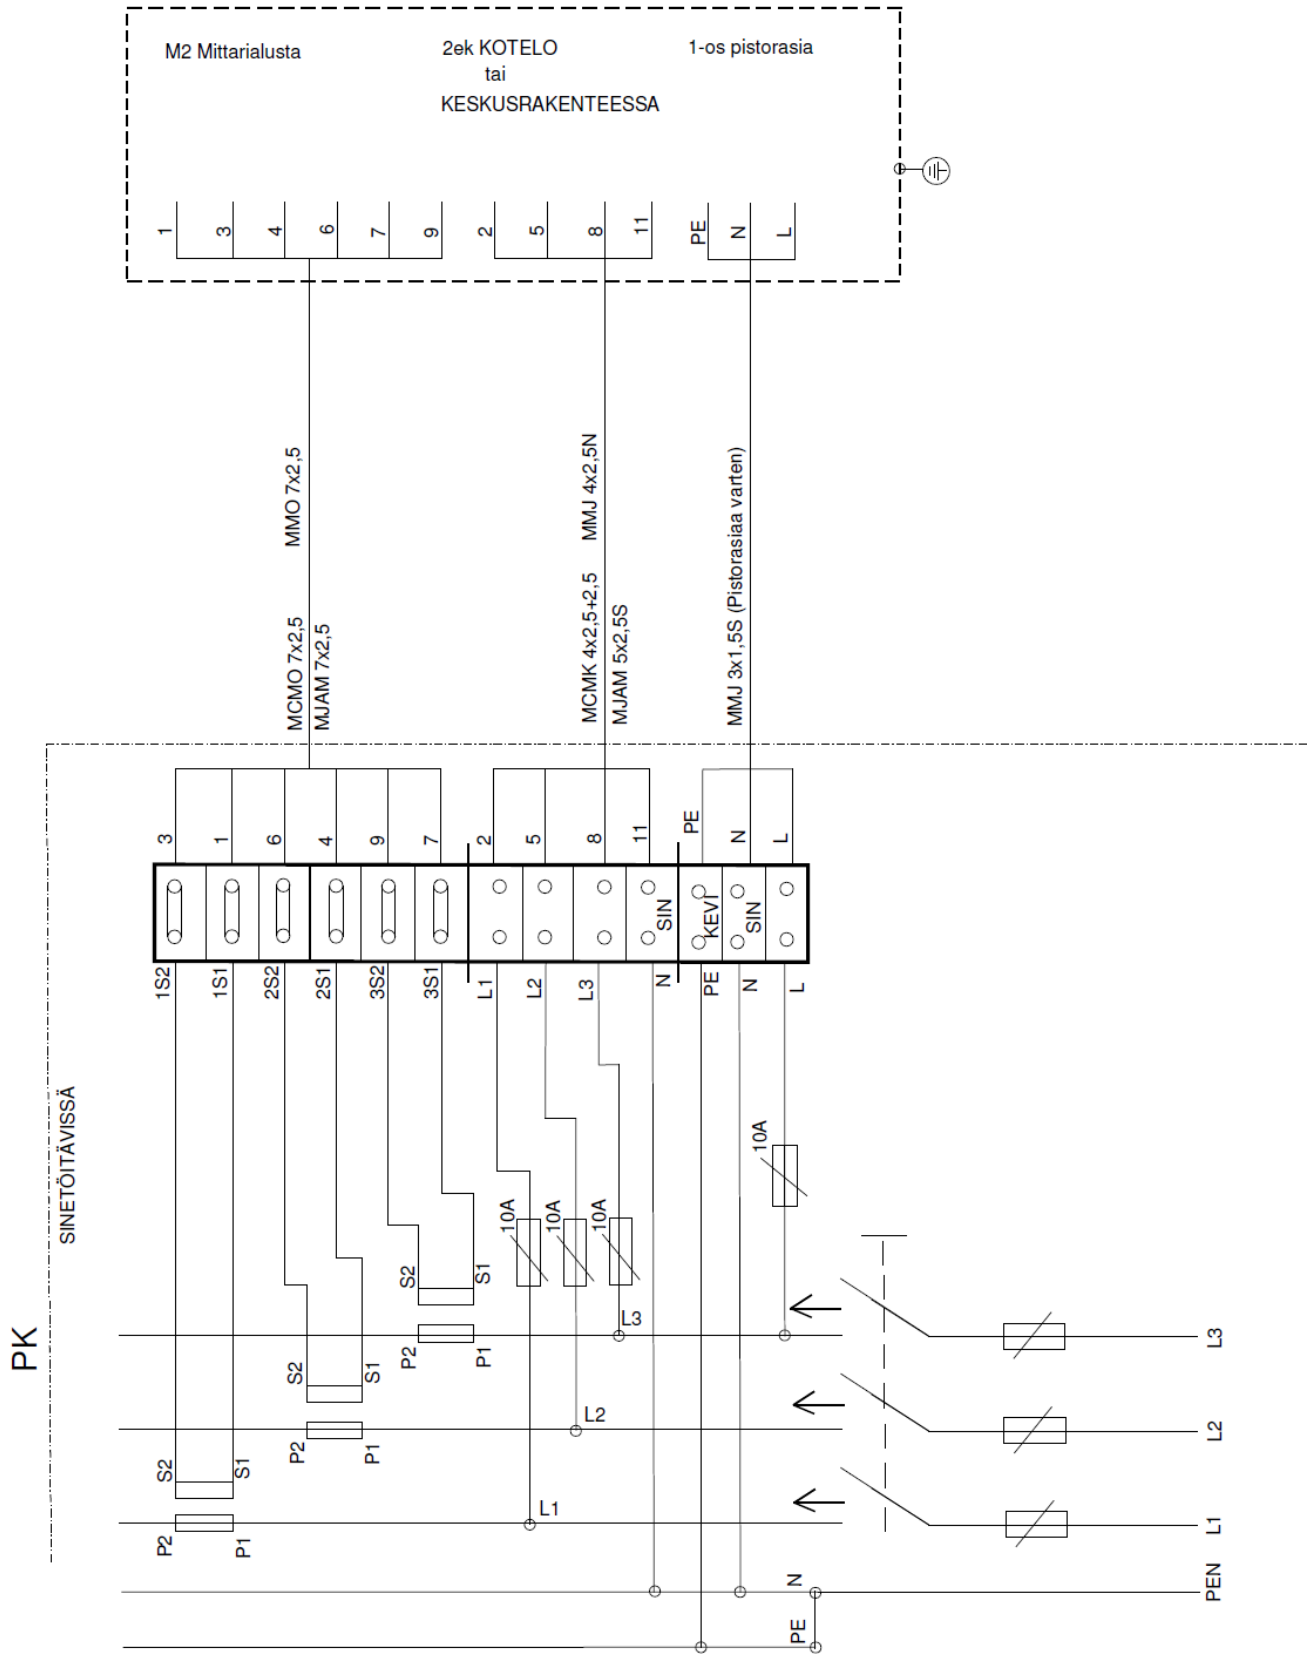 M2 Mittarialusta
2ek KOTELO
tai
KESKUSRAKENTEESSA
1-os pistorasia
1
3
4
6
7
9
2
5
8
11
PE
N
L
MMO 7x2,5
MCMO 7x2,5
MJAM 7x2,5
MMJ 4x2,5N
MCMK 4x2,5+2,5
MJAM 5x2,5S
MMJ 3x1,5S (Pistorasiaa varten)
3
1
6
4
9
7
2
5
8
11
PE
N
L
SIN
KEVI
SIN
1S2
1S1
2S2
2S1
3S2
3S1
L1
L2
L3
N
PE
N
L
SINETÖITÄVISSÄ
PK
10A
10A
10A
10A
S2
S1
P2
P1
L3
L3
S2
S1
P2
P1
L2
L2
S2
S1
P2
P1
L1
L1
N
PEN
PE